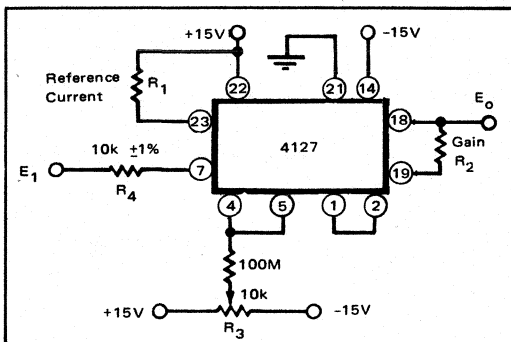 +15V
-15V
Reference
Current
R1
22
21
14
23
18
Eo
4127
Gain
R2
10k ±1%
E1
R4
7
19
4
5
1
2
100M
10k
+15V
-15V
R3